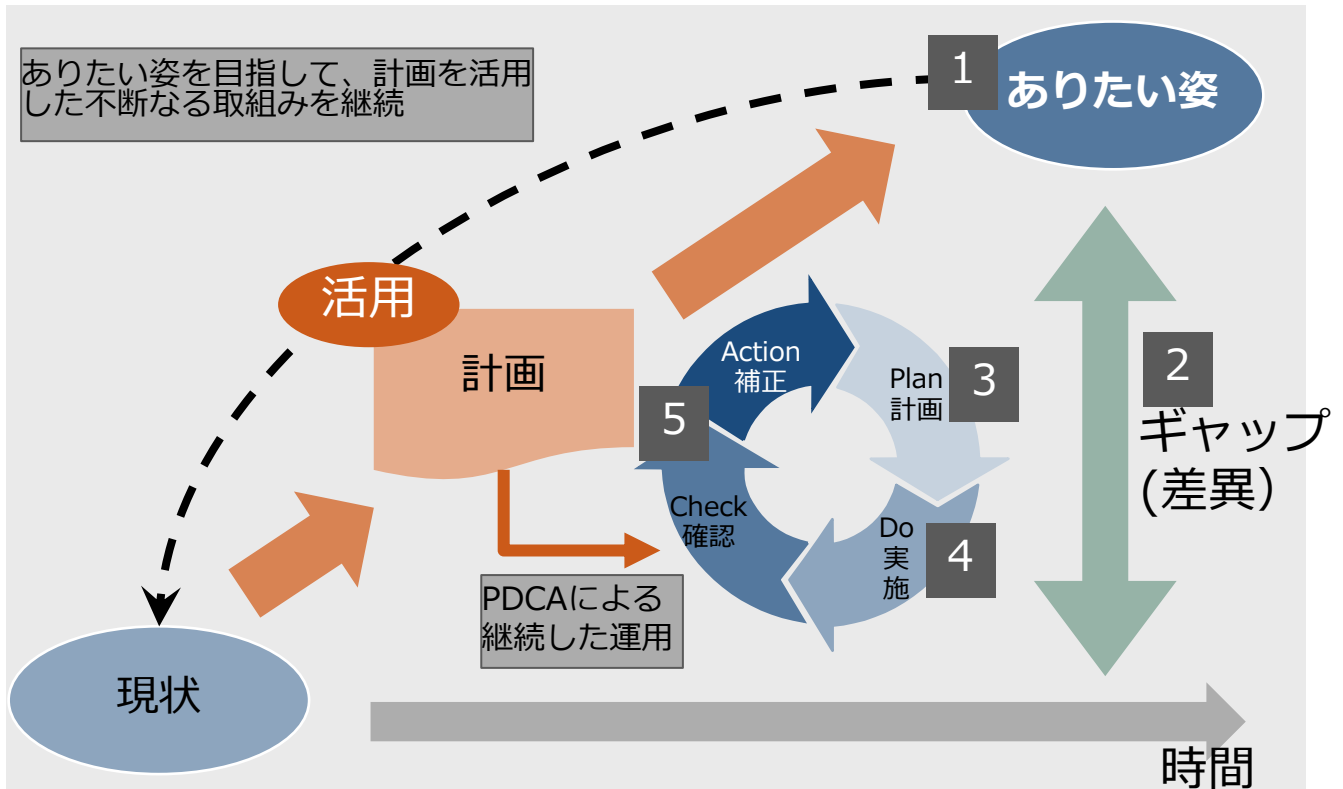 ありたい姿を目指して、計画を活用
した不断なる取組みを継続
1
ありたい姿
活用
計画
Action
補正
Plan
計画
3
2
ギャップ
(差異）
5
Check
確認
Do
実
施
4
PDCAによる
継続した運用
現状
時間